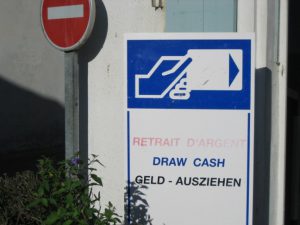 RETRAIT D'ARGENT
DRAW CASH
GELD - AUSZIEHEN